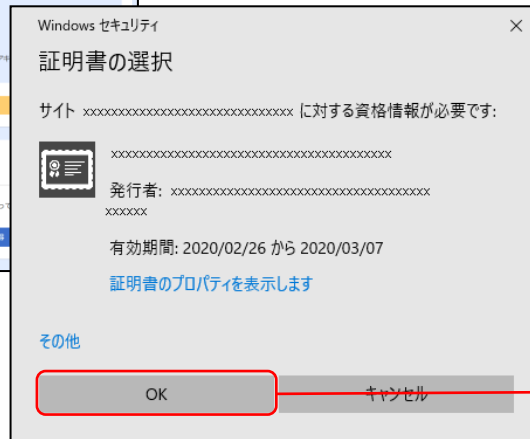 Windows セキュリティ
証明書の選択
サイト xxxxxxxxxxxxxxxxxxxxxxxxxxxxxx に対する資格情報が必要です:
xxxxxxxxxxxxxxxxxxxxxxxxxxxxxxxxxxxxxxxx
発行者: xxxxxxxxxxxxxxxxxxxxxxxxxxxxxxxxxxxxx
xxxxxx
有効期間: 2020/02/26 から 2020/03/07
証明書のプロパティを表示します
その他
OK
キャンセル